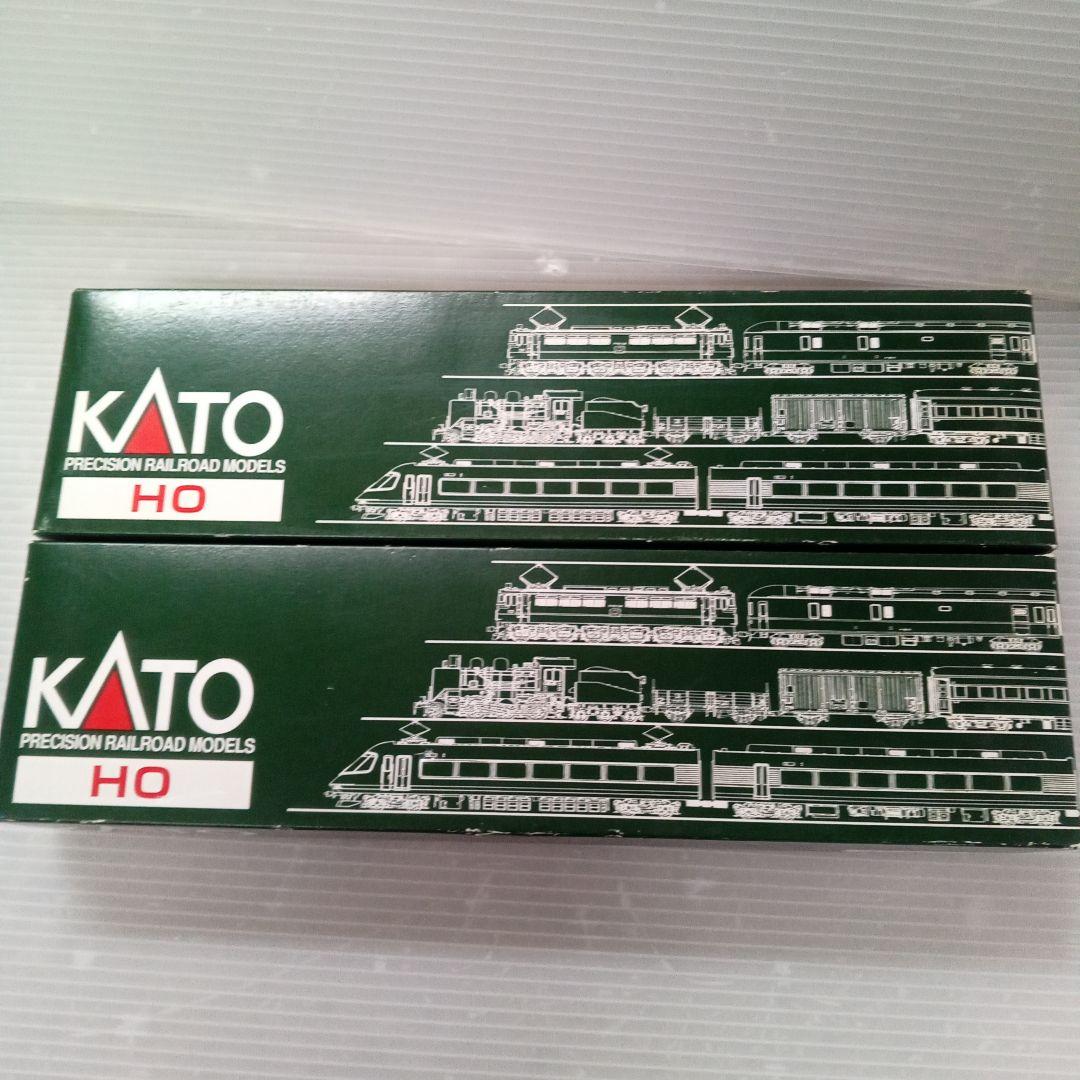 KATO
PRECISION RAILROAD MODELS
HO
KATO
PRECISION RAILROAD MODELS
HO